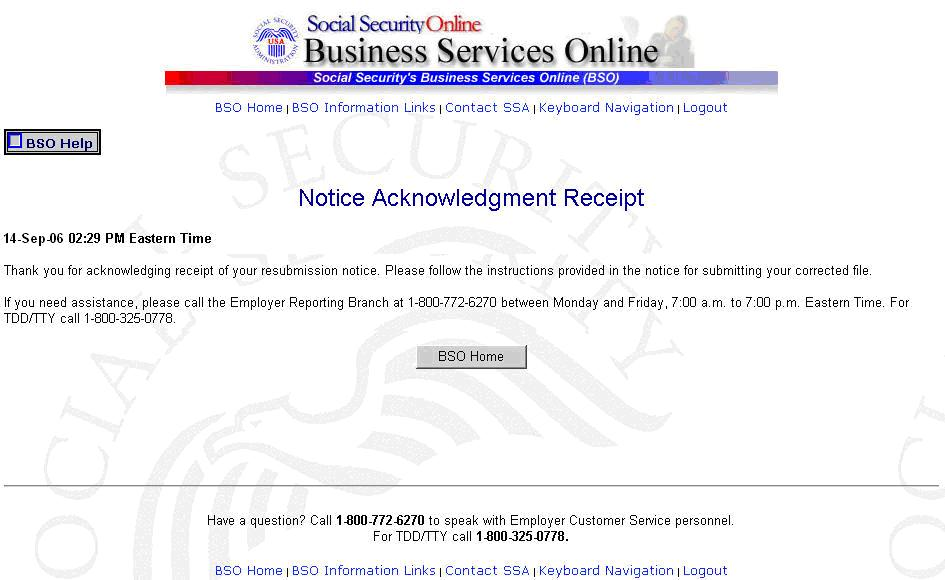 Social Security Online
Business Services Online
Social Security's Business Services Online (BSO)
BSO Home | BSO Information Links | Contact SSA | Keyboard Navigation | Logout
BSO Help
Notice Acknowledgment Receipt
14-Sep-06 02:29 PM Eastern Time
Thank you for acknowledging receipt of your resubmission notice. Please follow the instructions provided in the notice for submitting your corrected file.
If you need assistance, please call the Employer Reporting Branch at 1-800-772-6270 between Monday and Friday, 7:00 a.m. to 7:00 p.m. Eastern Time. For
TDD/TTY call 1-800-325-0778.
BSO Home
Have a question? Call 1-800-772-6270 to speak with Employer Customer Service personnel.
For TDD/TTY call 1-800-325-0778.
BSO Home | BSO Information Links | Contact SSA | Keyboard Navigation | Logout
SOCIAL SECURITY
USA
ADMINISTRATION